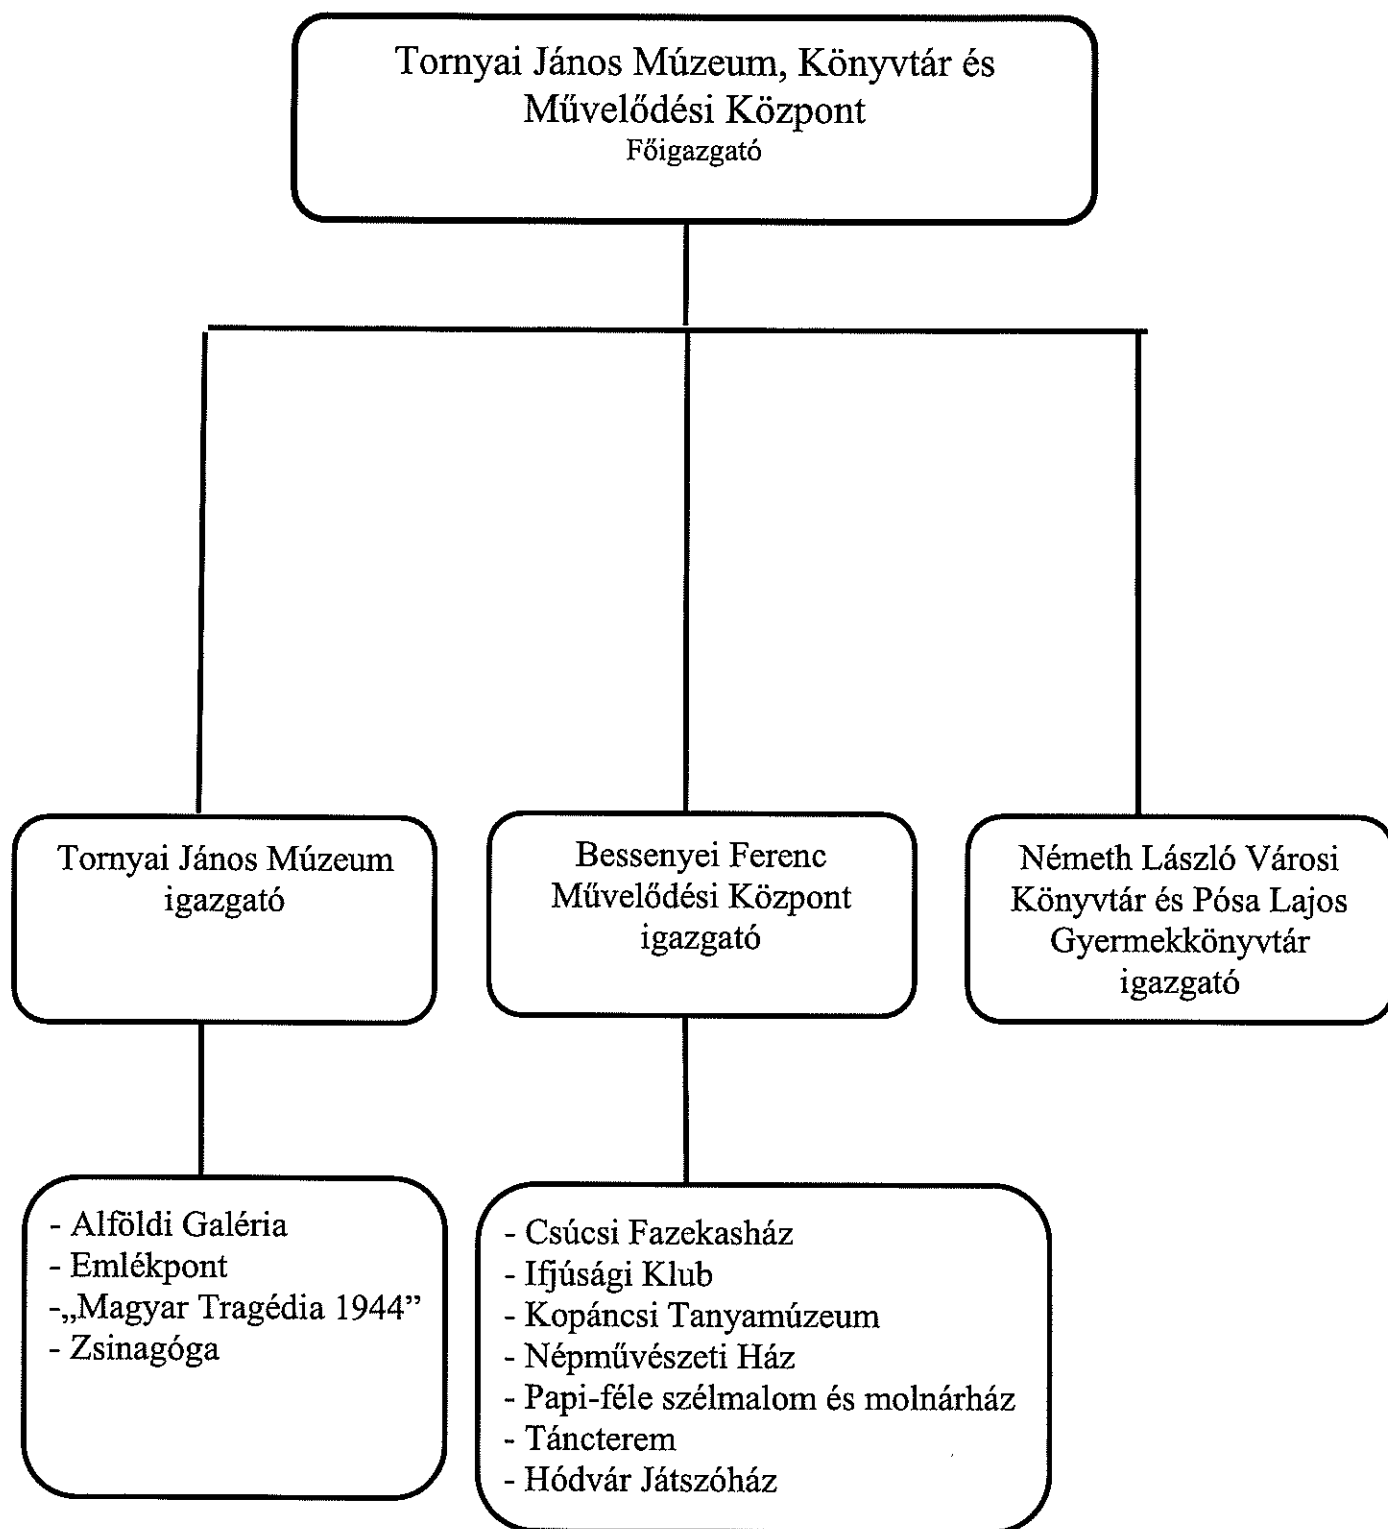 Tornyai János Múzeum, Könyvtár és
Művelődési Központ
Főigazgató
Tornyai János Múzeum
igazgató
Bessenyei Ferenc
Művelődési Központ
igazgató
Németh László Városi
Könyvtár és Pósa Lajos
Gyermekkönyvtár
igazgató
- Alföldi Galéria
- Emlékpont
-„Magyar Tragédia 1944”
- Zsinagóga
- Csúcsi Fazekasház
- Ifjúsági Klub
- Kopáncsi Tanyamúzeum
- Népművészeti Ház
- Papi-féle szélmalom és molnárház
- Táncterem
- Hódvár Játszóház